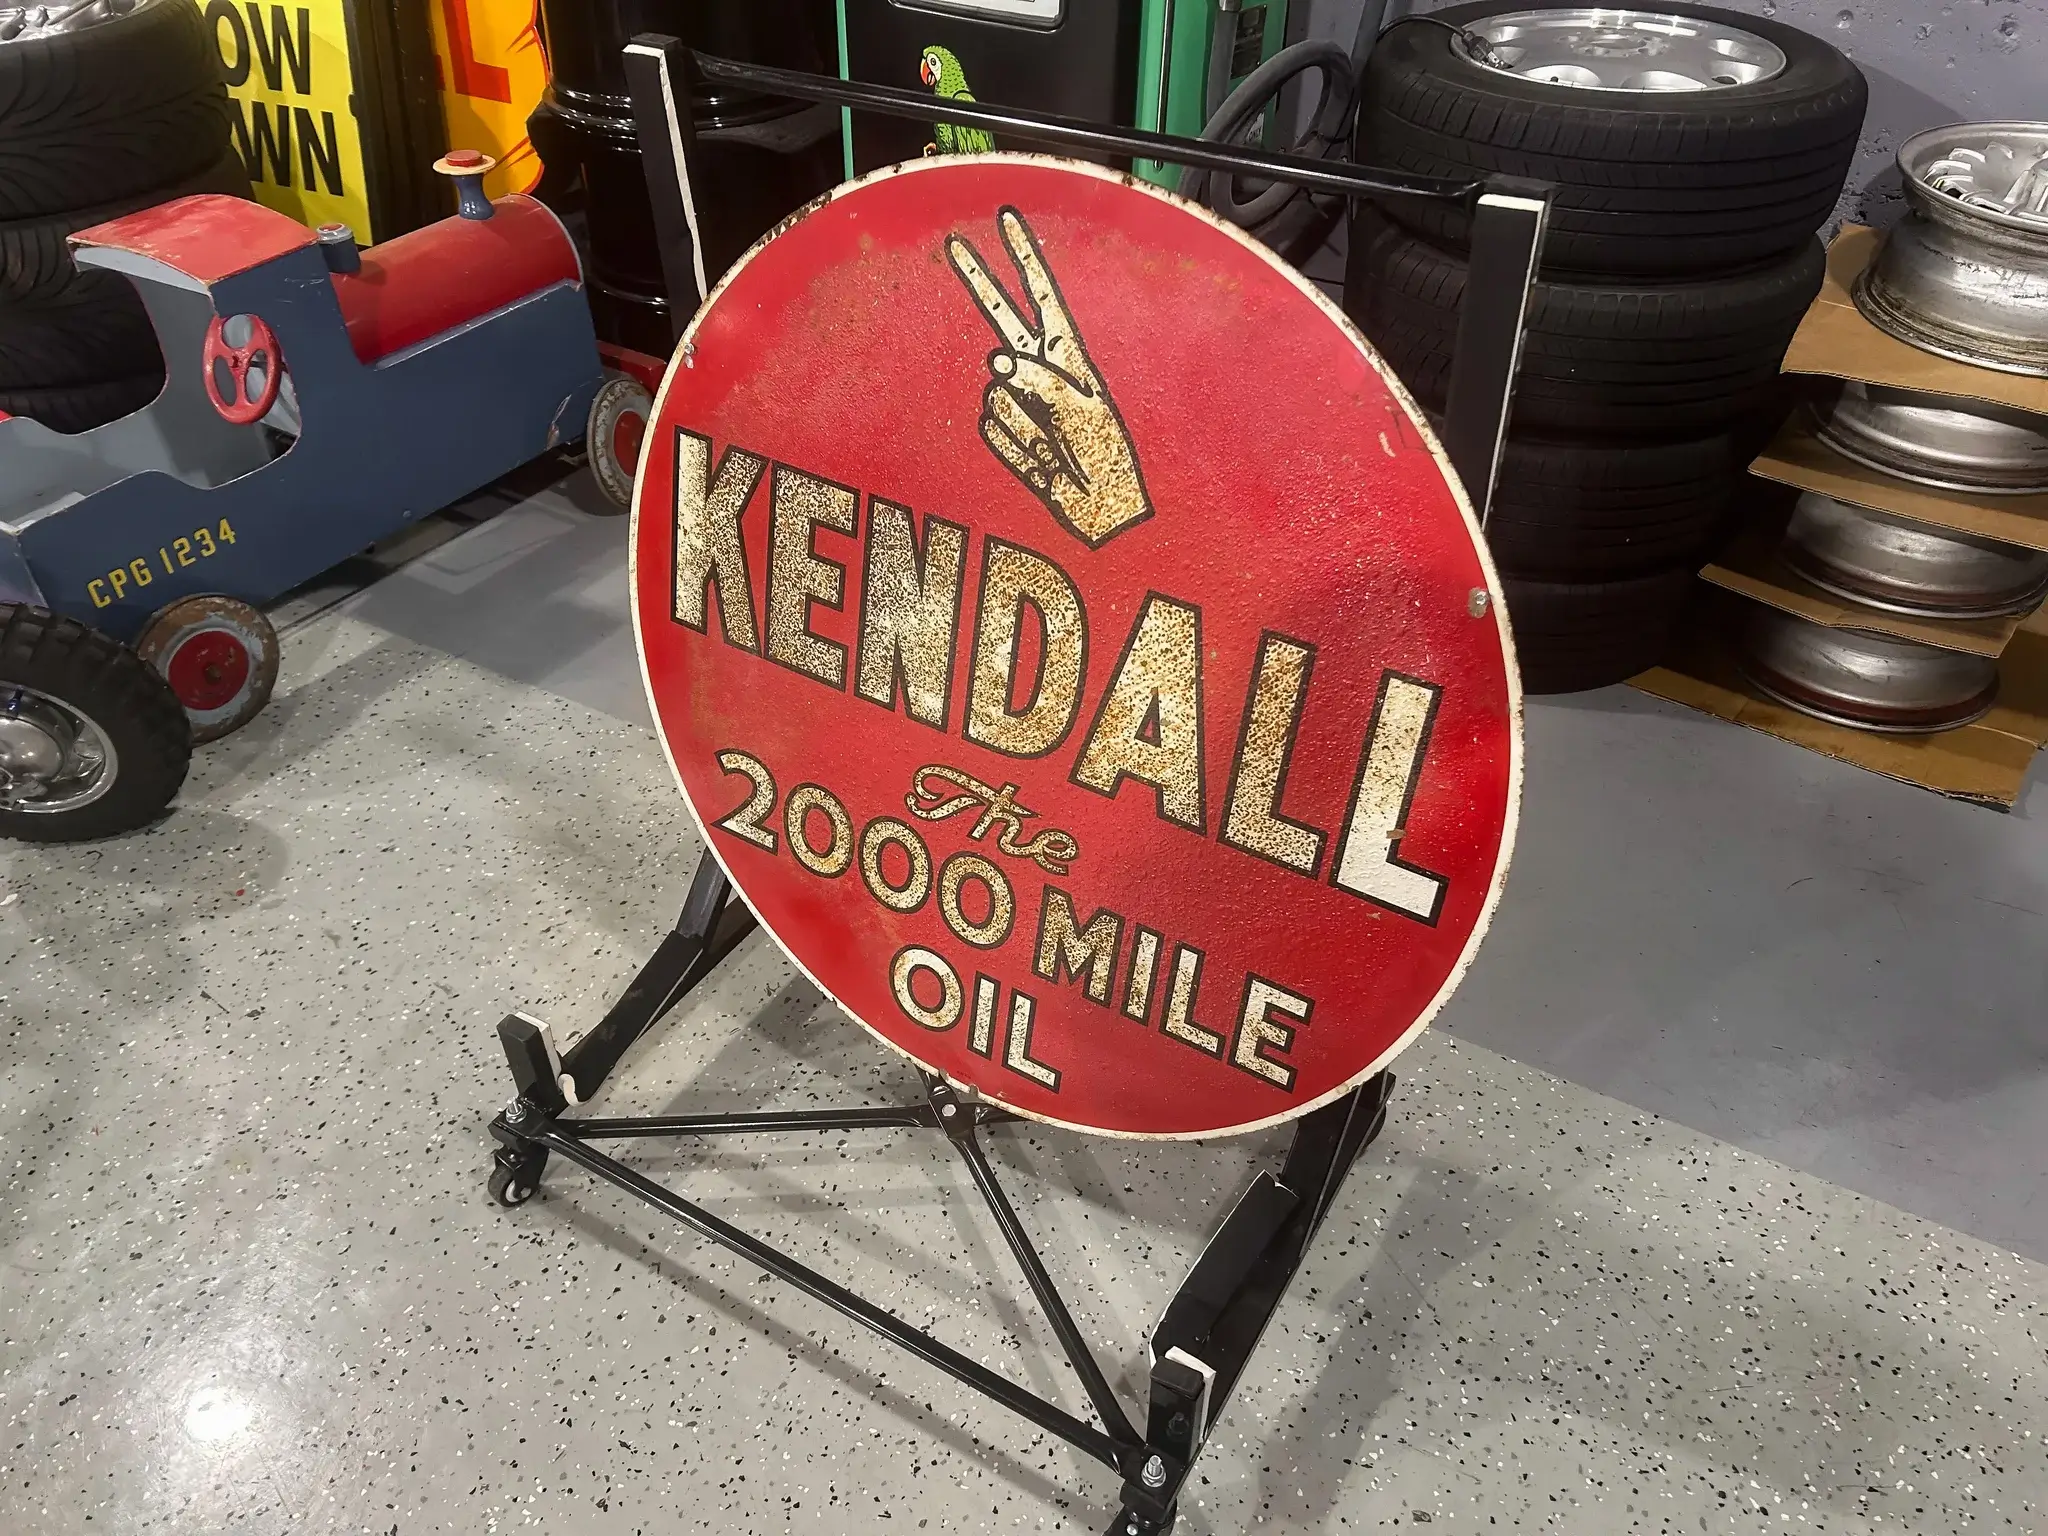 KENDALL
The
2000 MILE
OIL
CPG 1234
OW
WN